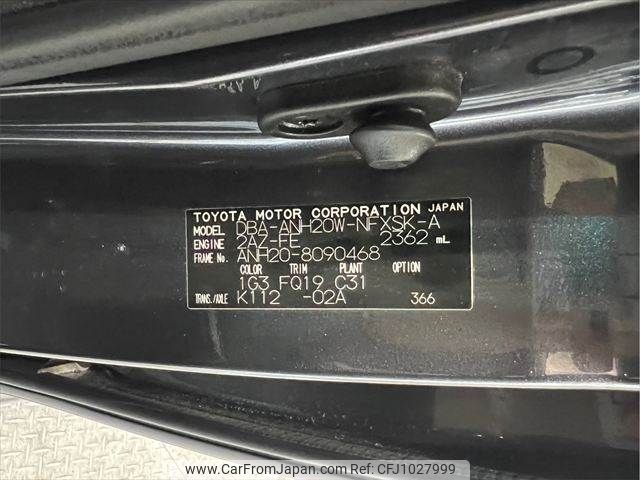 TOYOTA MOTOR CORPORATION JAPAN
MODEL DBA-ANH20W-NFXSK-A
ENGINE 2AZ-FE 2362 mL
FRAME No. ANH20-8090468
COLOR TRIM PLANT OPTION
1G3 FQ19 C31
TRANS./AXLE K112 -02A 366
www.CarFromJapan.com, Ref No.CFJ1027999